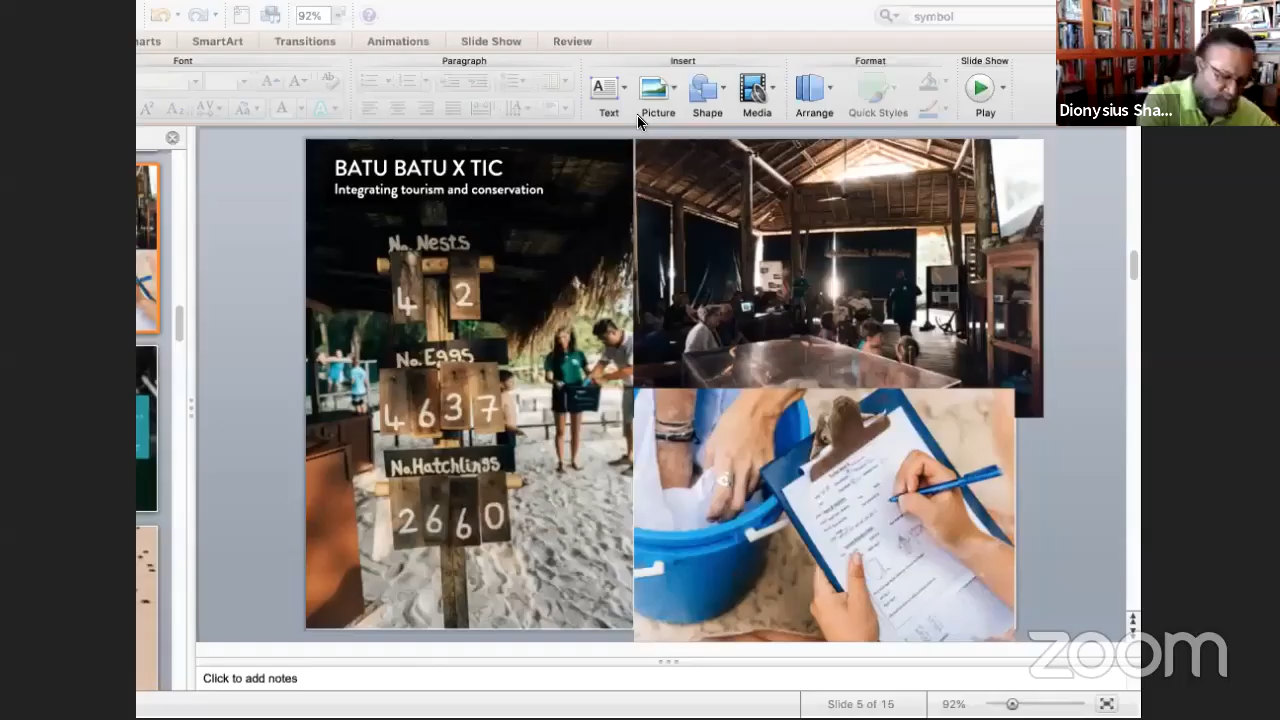 92%
symbol
arts
SmartArt
Transitions
Animations
Slide Show
Review
Font
Paragraph
Insert
Format
Slide Show
Text
Picture
Shape
Media
Arrange
Quick Styles
Play
Dionysius Sha...
BATU BATU X TIC
Integrating tourism and conservation
No. Nests
4 2
No. Eggs
4 6 3 7
No. Hatchlings
2 6 6 0
Click to add notes
Slide 5 of 15
92%
zoom